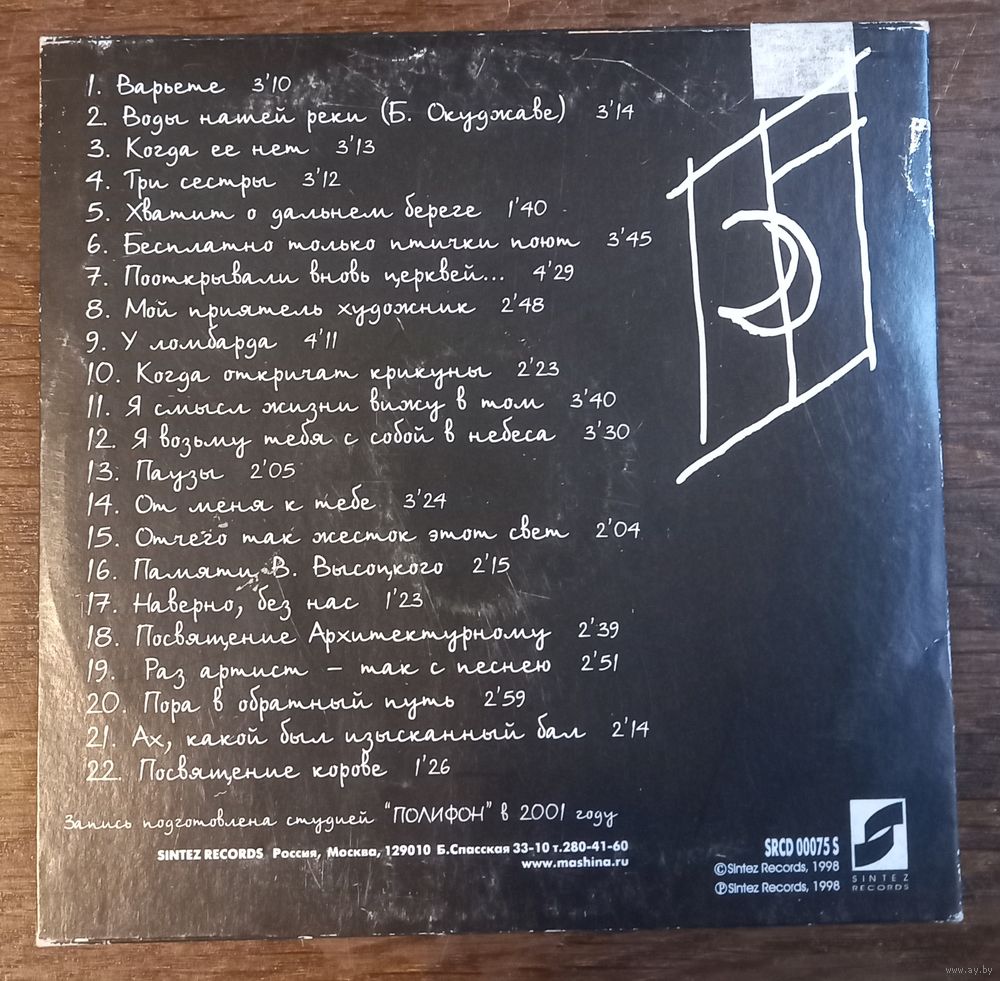 1. Варьете 3'10
2. Воды нашей реки (Б. Окуджаве) 3'14
3. Когда ее нет 3'13
4. Три сестры 3'12
5. Хватит о дальнем береге 1'40
6. Бесплатно только птички поют 3'45
7. Пооткрывали вновь церквей... 4'29
8. Мой приятель художник 2'48
9. У ломбарда 4'11
10. Когда откричат крикуны 2'23
11. Я смысл жизни вижу в том 3'40
12. Я возьму тебя с собой в небеса 3'30
13. Паузы 2'05
14. От меня к тебе 3'24
15. Отчего так жесток этот свет 2'04
16. Памяти В. Высоцкого 2'15
17. Наверно, без нас 1'23
18. Посвящение Архитектурному 2'39
19. Раз артист – так с песнею 2'51
20. Пора в обратный путь 2'59
21. Ах, какой был изысканный бал 2'14
22. Посвящение корове 1'26
Запись подготовлена студией "ПОЛИФОН" в 2001 году
SINTEZ RECORDS Россия, Москва, 129010 Б.Спасская 33-10 т.280-41-60
www.mashina.ru
SRCD 00075 S
©Sintez Records, 1998
℗Sintez Records, 1998
SINTEZ
RECORDS
www.ay.by